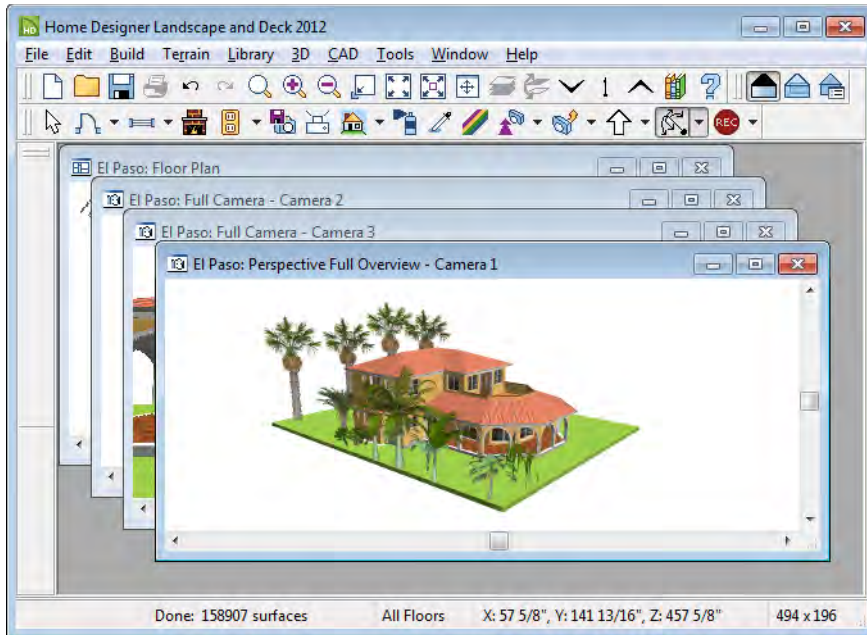 Home Designer Landscape and Deck 2012
File Edit Build Terrain Library 3D CAD Tools Window Help
1
REC
El Paso: Floor Plan
El Paso: Full Camera - Camera 2
El Paso: Full Camera - Camera 3
El Paso: Perspective Full Overview - Camera 1
Done: 158907 surfaces All Floors X: 57 5/8", Y: 141 13/16", Z: 457 5/8" 494 x 196